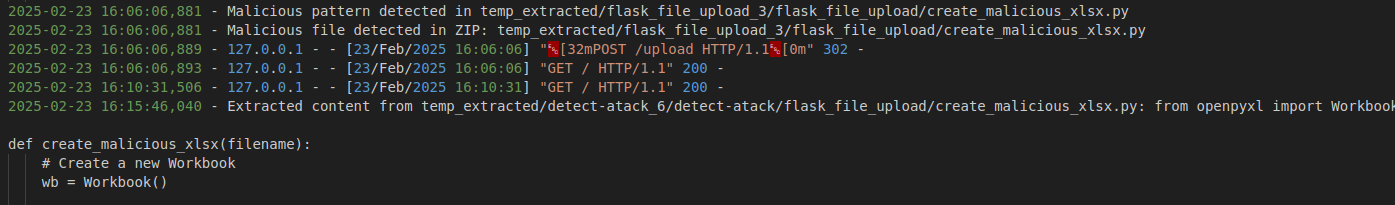 2025-02-23 16:06:06,881 - Malicious pattern detected in temp_extracted/flask_file_upload_3/flask_file_upload/create_malicious_xlsx.py
2025-02-23 16:06:06,881 - Malicious file detected in ZIP: temp_extracted/flask_file_upload_3/flask_file_upload/create_malicious_xlsx.py
2025-02-23 16:06:06,889 - 127.0.0.1 - - [23/Feb/2025 16:06:06] "␛[32mPOST /upload HTTP/1.1␛[0m" 302 -
2025-02-23 16:06:06,893 - 127.0.0.1 - - [23/Feb/2025 16:06:06] "GET / HTTP/1.1" 200 -
2025-02-23 16:10:31,506 - 127.0.0.1 - - [23/Feb/2025 16:10:31] "GET / HTTP/1.1" 200 -
2025-02-23 16:15:46,040 - Extracted content from temp_extracted/detect-atack_6/detect-atack/flask_file_upload/create_malicious_xlsx.py: from openpyxl import Workbook
def create_malicious_xlsx(filename):
# Create a new Workbook
wb = Workbook()